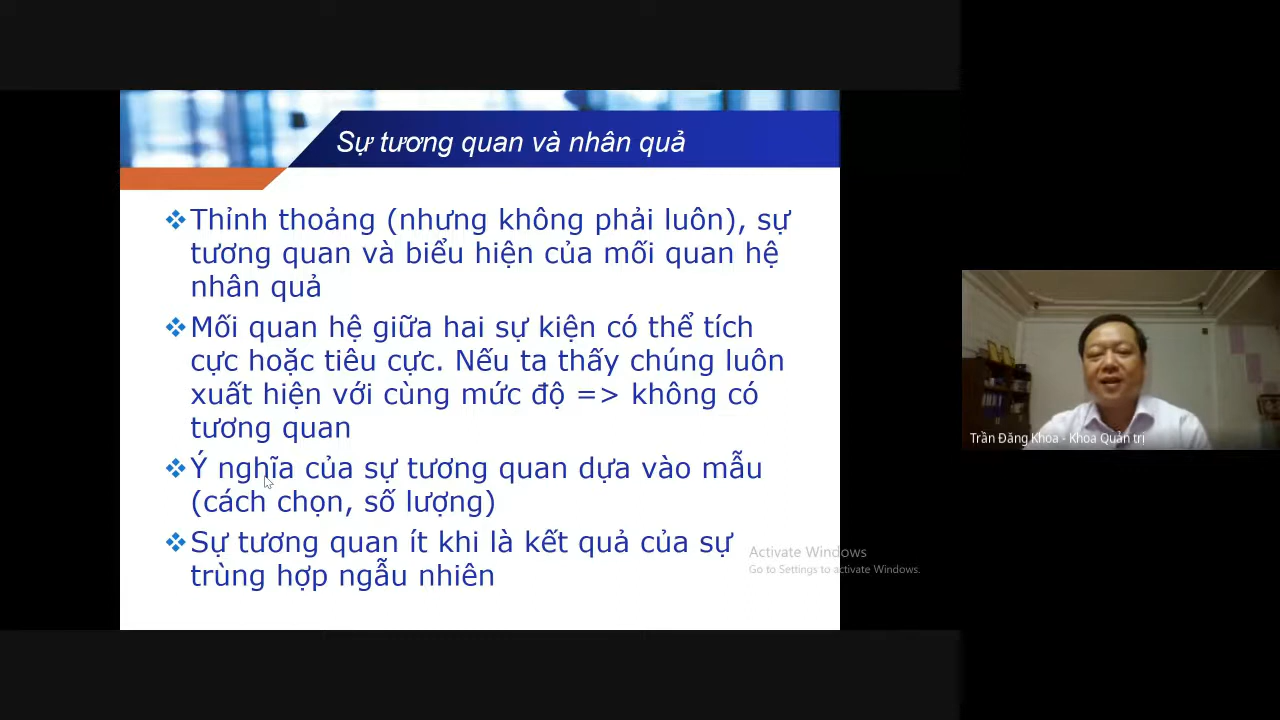 Sự tương quan và nhân quả
❖Thỉnh thoảng (nhưng không phải luôn), sự
tương quan và biểu hiện của mối quan hệ
nhân quả
❖Mối quan hệ giữa hai sự kiện có thể tích
cực hoặc tiêu cực. Nếu ta thấy chúng luôn
xuất hiện với cùng mức độ => không có
tương quan
❖Ý nghĩa của sự tương quan dựa vào mẫu
(cách chọn, số lượng)
❖Sự tương quan ít khi là kết quả của sự
trùng hợp ngẫu nhiên
Activate Windows
Go to Settings to activate Windows.
Trần Đăng Khoa - Khoa Quản trị